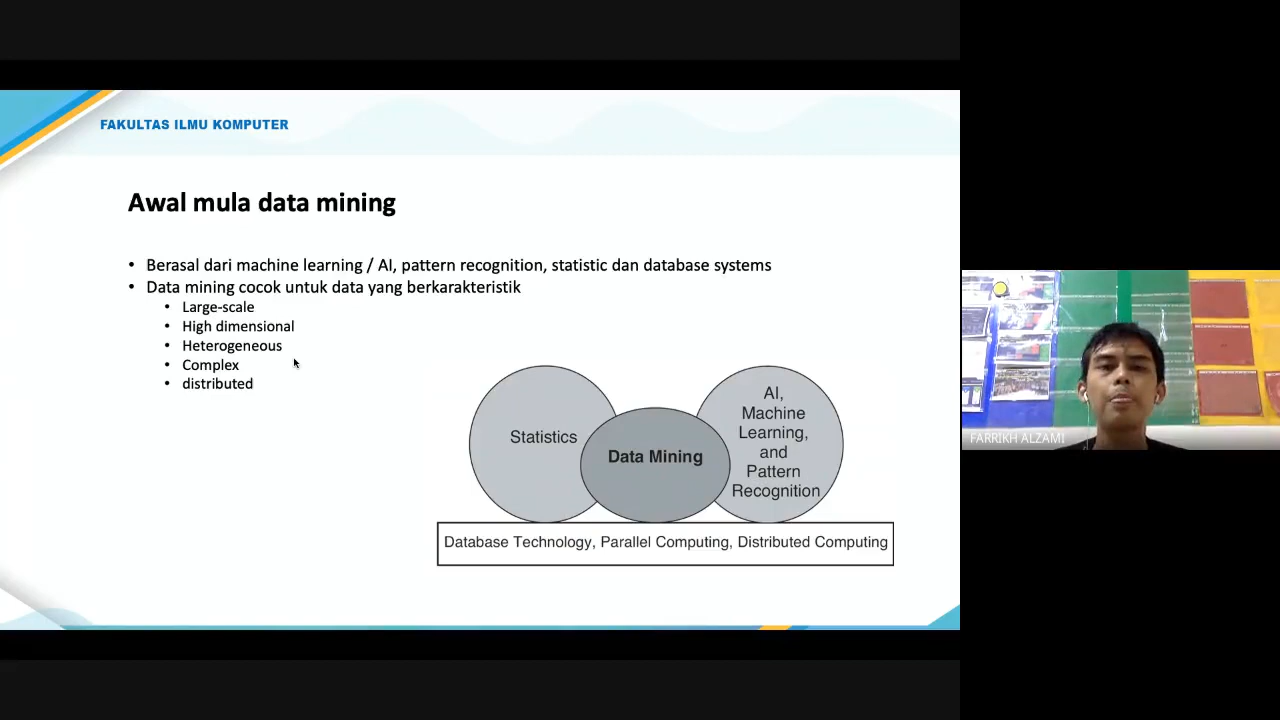 FAKULTAS ILMU KOMPUTER
Awal mula data mining
• Berasal dari machine learning / AI, pattern recognition, statistic dan database systems
• Data mining cocok untuk data yang berkarakteristik
• Large-scale
• High dimensional
• Heterogeneous
• Complex
• distributed
Statistics
Data Mining
AI,
Machine
Learning,
and
Pattern
Recognition
Database Technology, Parallel Computing, Distributed Computing
FARRIKH ALZAMI